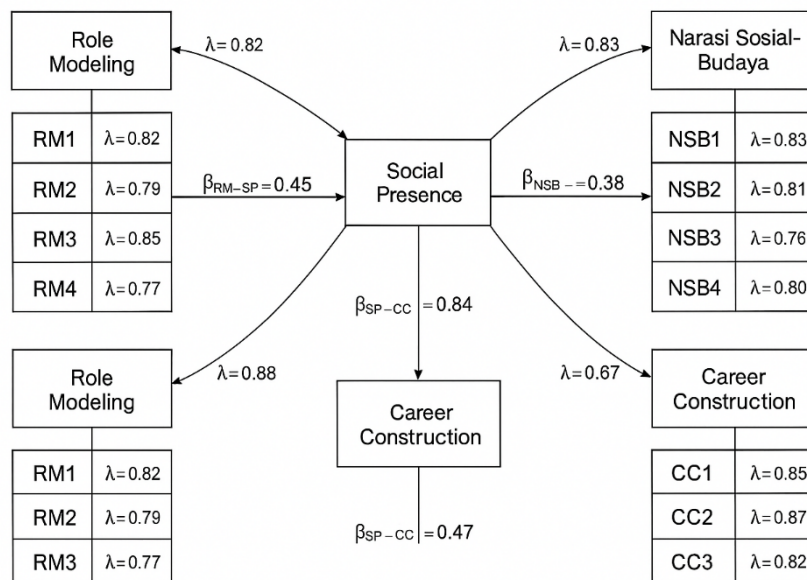 Role
Modeling
λ=0.82
λ=0.83
Narasi Sosial-
Budaya
RM1 λ=0.82
RM2 λ=0.79
RM3 λ=0.85
RM4 λ=0.77
βRM–SP=0.45
Social
Presence
βNSB-=0.38
NSB1 λ=0.83
NSB2 λ=0.81
NSB3 λ=0.76
NSB4 λ=0.80
βSP–CC=0.84
Role
Modeling
λ=0.88
λ=0.67
Career
Construction
Career
Construction
RM1 λ=0.82
RM2 λ=0.79
RM3 λ=0.77
βSP–CC=0.47
CC1 λ=0.85
CC2 λ=0.87
CC3 λ=0.82